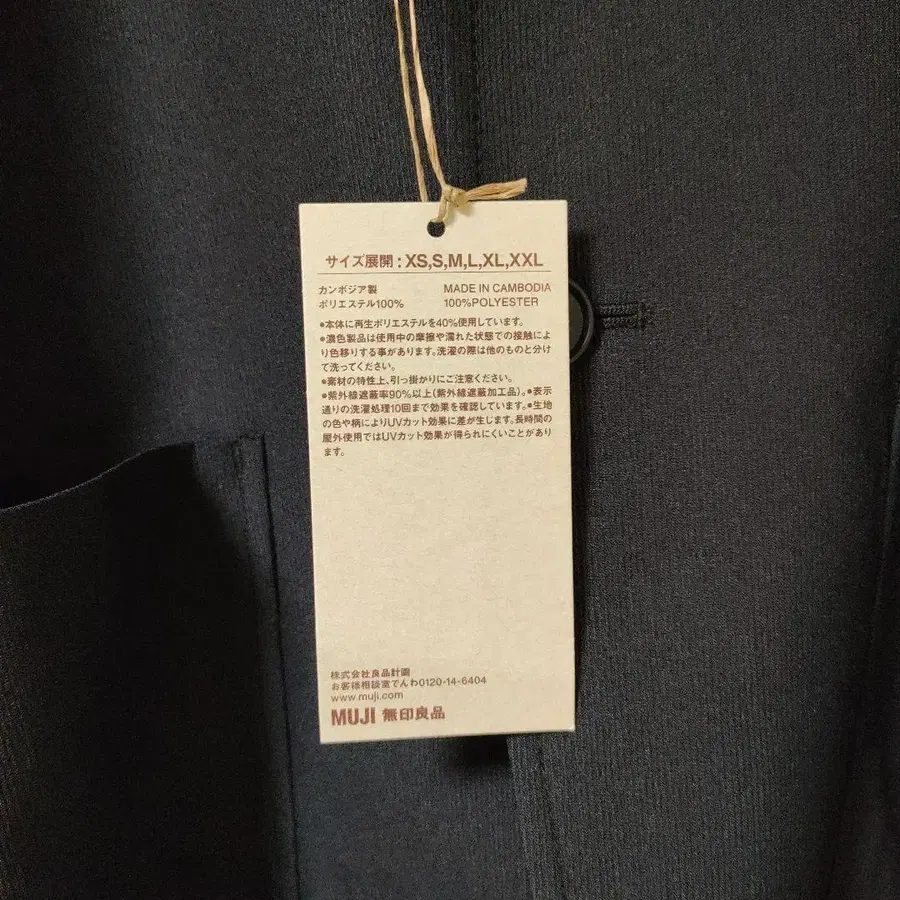 サイズ展開：XS,S,M,L,XL,XXL
カンボジア製 MADE IN CAMBODIA
ポリエステル100% 100%POLYESTER
●本体に再生ポリエステルを40%使用しています。
●濃色製品は使用中の摩擦や濡れた状態での接触によ
り色移りする事があります。洗濯の際は他のものと分け
て洗ってください。
●素材の特性上、引っ掛かりにご注意ください。
●紫外線遮蔽率90%以上(紫外線遮蔽加工品)。●表示
通りの洗濯処理10回まで効果を確認しています。●生地
の色や柄によりUVカット効果に差が生じます。長時間の
屋外使用ではUVカット効果が得られにくいことがあり
ます。
株式会社良品計画
お客様相談室でんわ0120-14-6404
www.muji.com
MUJI 無印良品